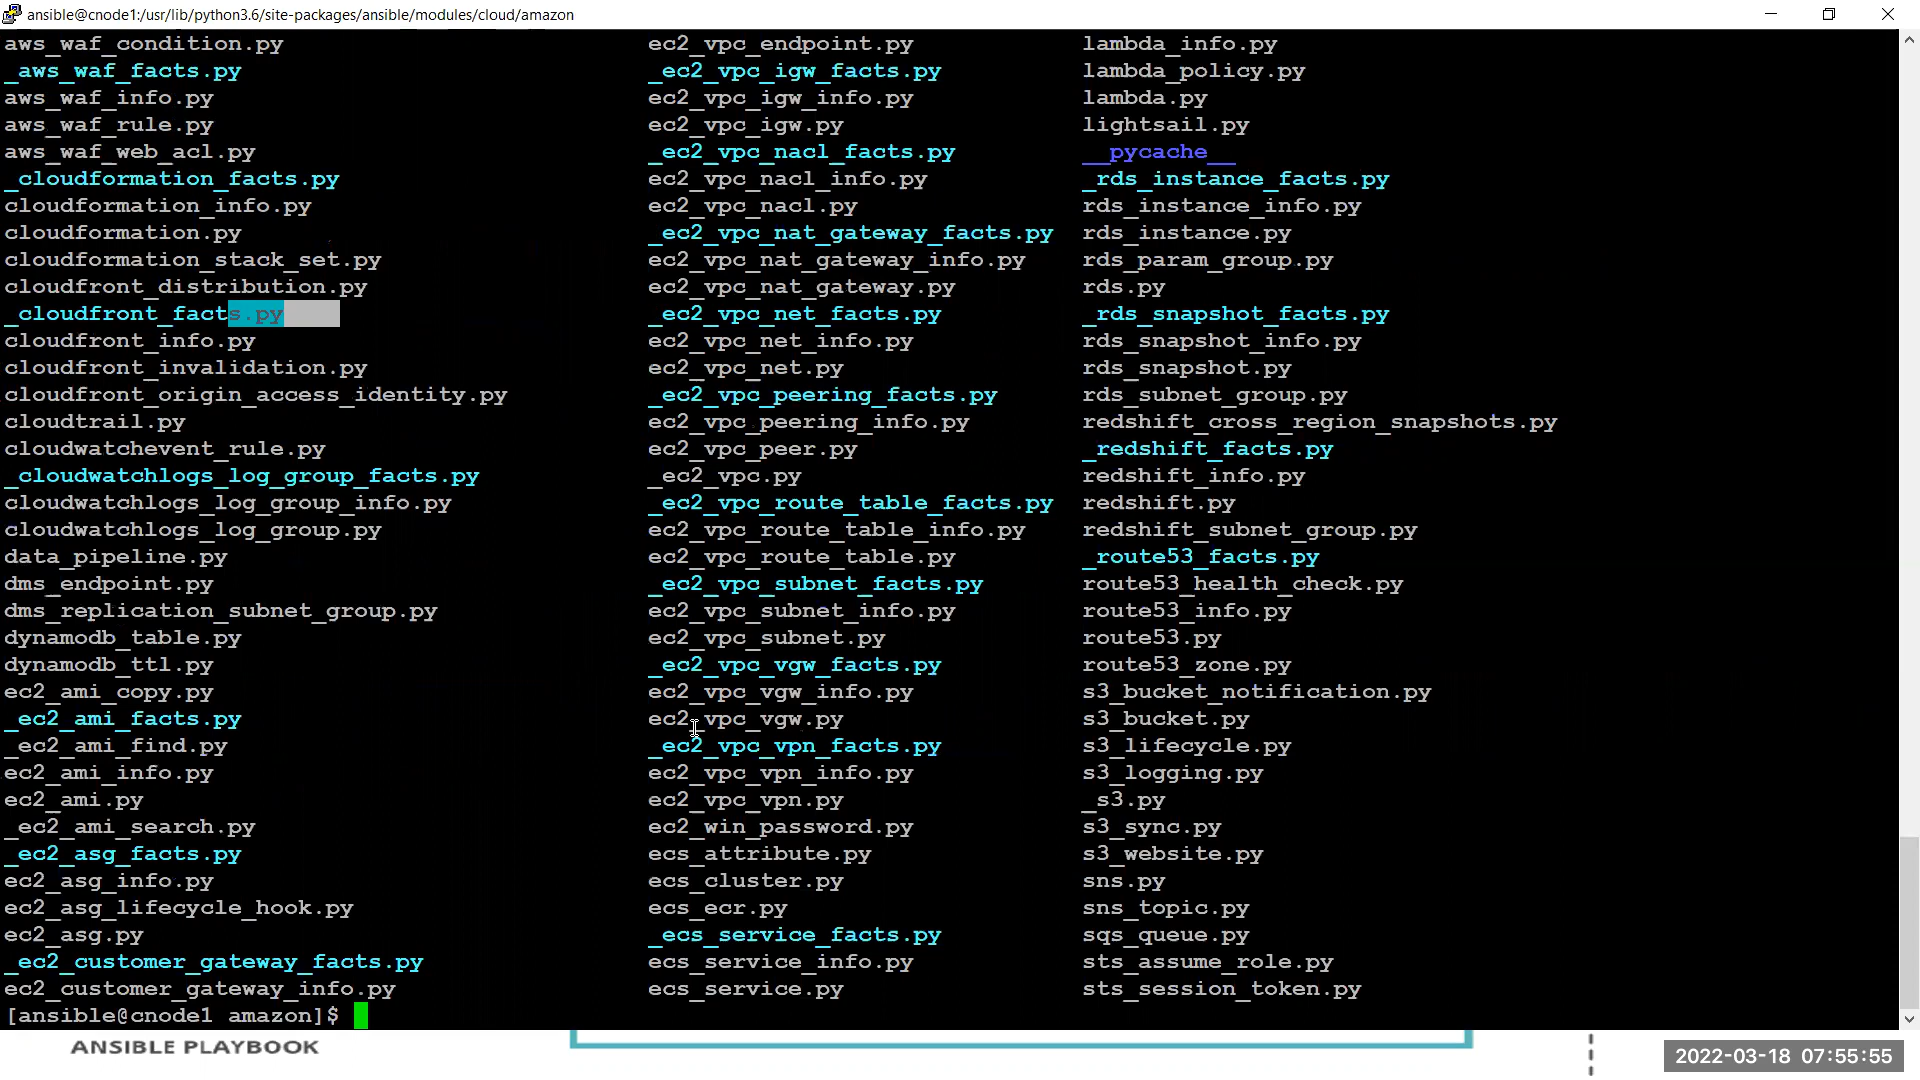 ansible@cnode1:/usr/lib/python3.6/site-packages/ansible/modules/cloud/amazon
aws_waf_condition.py ec2_vpc_endpoint.py lambda_info.py
_aws_waf_facts.py _ec2_vpc_igw_facts.py lambda_policy.py
aws_waf_info.py ec2_vpc_igw_info.py lambda.py
aws_waf_rule.py ec2_vpc_igw.py lightsail.py
aws_waf_web_acl.py _ec2_vpc_nacl_facts.py __pycache__
_cloudformation_facts.py ec2_vpc_nacl_info.py _rds_instance_facts.py
cloudformation_info.py ec2_vpc_nacl.py rds_instance_info.py
cloudformation.py _ec2_vpc_nat_gateway_facts.py rds_instance.py
cloudformation_stack_set.py ec2_vpc_nat_gateway_info.py rds_param_group.py
cloudfront_distribution.py ec2_vpc_nat_gateway.py rds.py
_cloudfront_facts.py _ec2_vpc_net_facts.py _rds_snapshot_facts.py
cloudfront_info.py ec2_vpc_net_info.py rds_snapshot_info.py
cloudfront_invalidation.py ec2_vpc_net.py rds_snapshot.py
cloudfront_origin_access_identity.py _ec2_vpc_peering_facts.py rds_subnet_group.py
cloudtrail.py ec2_vpc_peering_info.py redshift_cross_region_snapshots.py
cloudwatchevent_rule.py ec2_vpc_peer.py _redshift_facts.py
_cloudwatchlogs_log_group_facts.py _ec2_vpc.py redshift_info.py
cloudwatchlogs_log_group_info.py _ec2_vpc_route_table_facts.py redshift.py
cloudwatchlogs_log_group.py ec2_vpc_route_table_info.py redshift_subnet_group.py
data_pipeline.py ec2_vpc_route_table.py _route53_facts.py
dms_endpoint.py _ec2_vpc_subnet_facts.py route53_health_check.py
dms_replication_subnet_group.py ec2_vpc_subnet_info.py route53_info.py
dynamodb_table.py ec2_vpc_subnet.py route53.py
dynamodb_ttl.py _ec2_vpc_vgw_facts.py route53_zone.py
ec2_ami_copy.py ec2_vpc_vgw_info.py s3_bucket_notification.py
_ec2_ami_facts.py ec2_vpc_vgw.py s3_bucket.py
_ec2_ami_find.py _ec2_vpc_vpn_facts.py s3_lifecycle.py
ec2_ami_info.py ec2_vpc_vpn_info.py s3_logging.py
ec2_ami.py ec2_vpc_vpn.py _s3.py
_ec2_ami_search.py ec2_win_password.py s3_sync.py
_ec2_asg_facts.py ecs_attribute.py s3_website.py
ec2_asg_info.py ecs_cluster.py sns.py
ec2_asg_lifecycle_hook.py ecs_ecr.py sns_topic.py
ec2_asg.py _ecs_service_facts.py sqs_queue.py
_ec2_customer_gateway_facts.py ecs_service_info.py sts_assume_role.py
ec2_customer_gateway_info.py ecs_service.py sts_session_token.py
[ansible@cnode1 amazon]$
ANSIBLE PLAYBOOK
2022-03-18 07:55:55